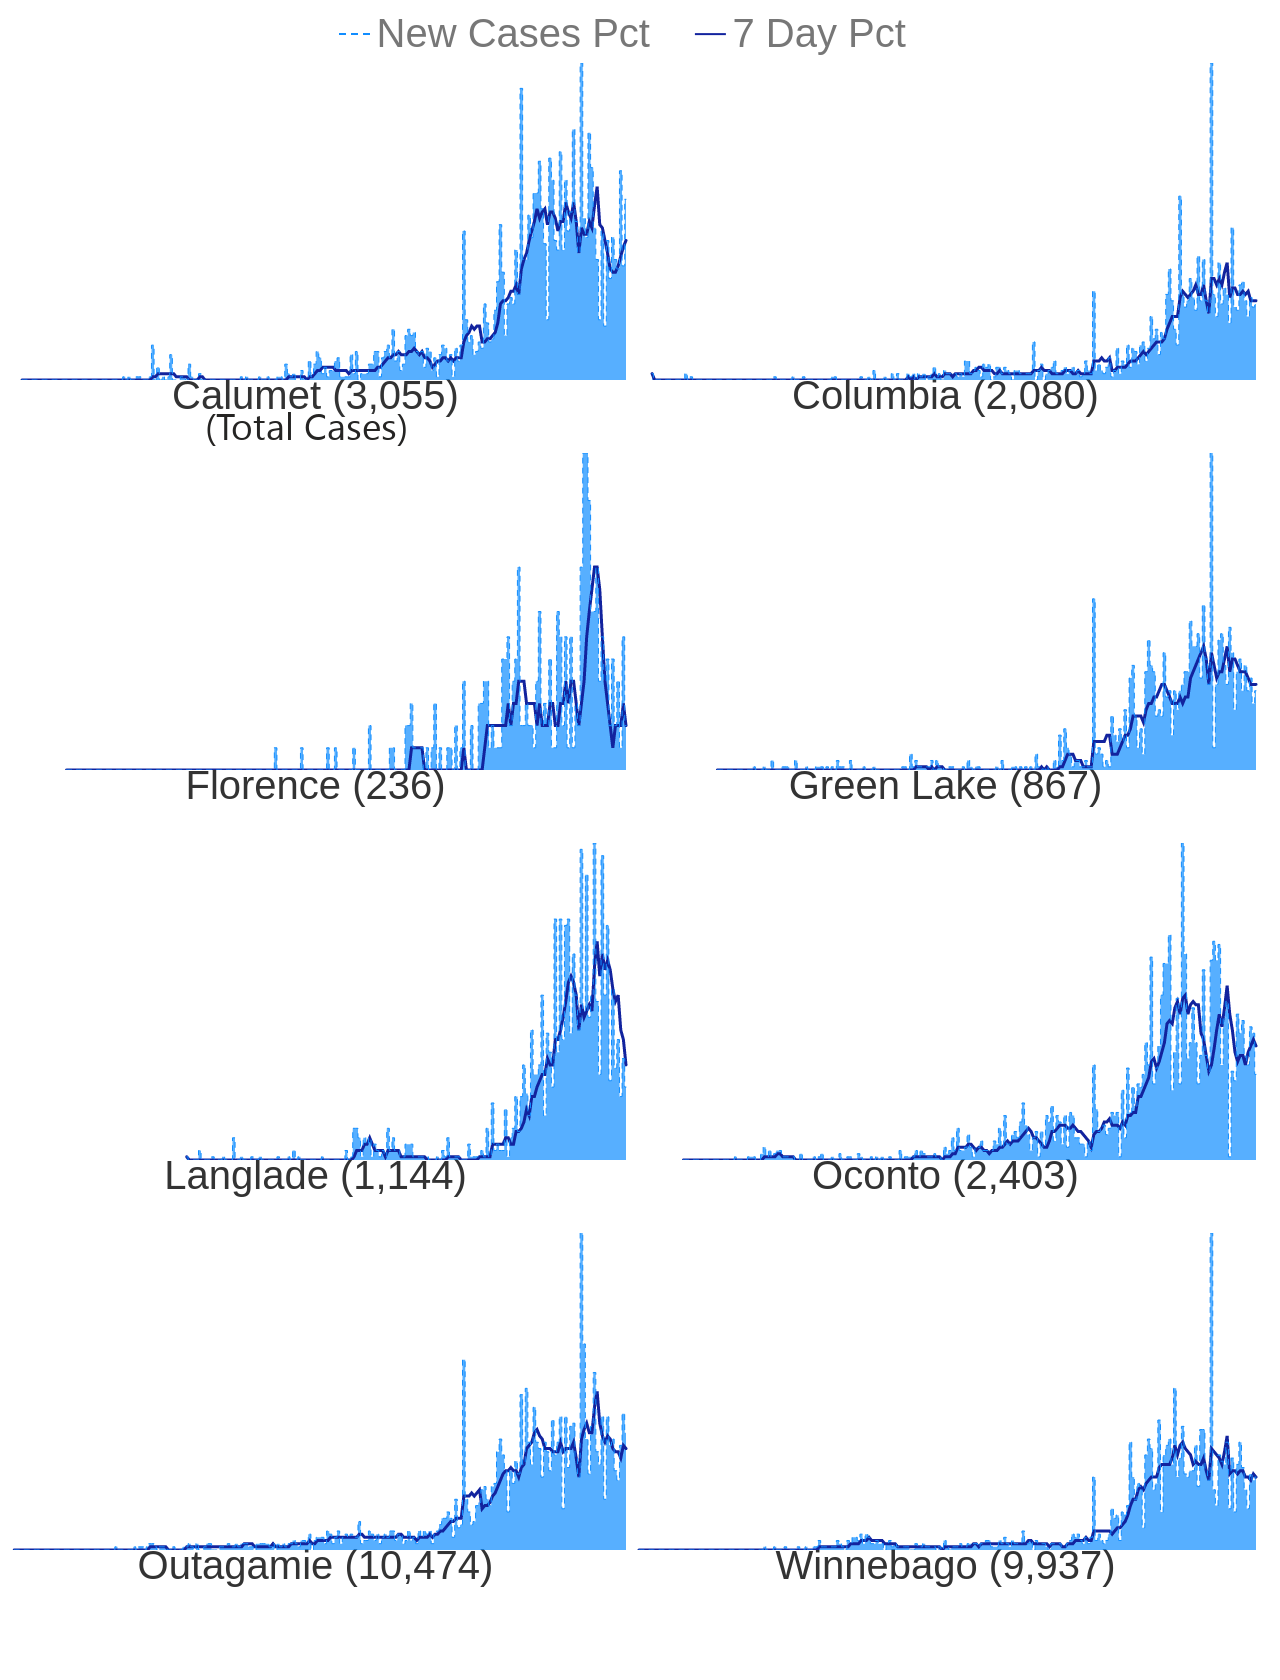 New Cases Pct 7 Day Pct
Calumet (3,055) Columbia (2,080)
(Total Cases)
Florence (236) Green Lake (867)
Langlade (1,144) Oconto (2,403)
Outagamie (10,474) Winnebago (9,937)